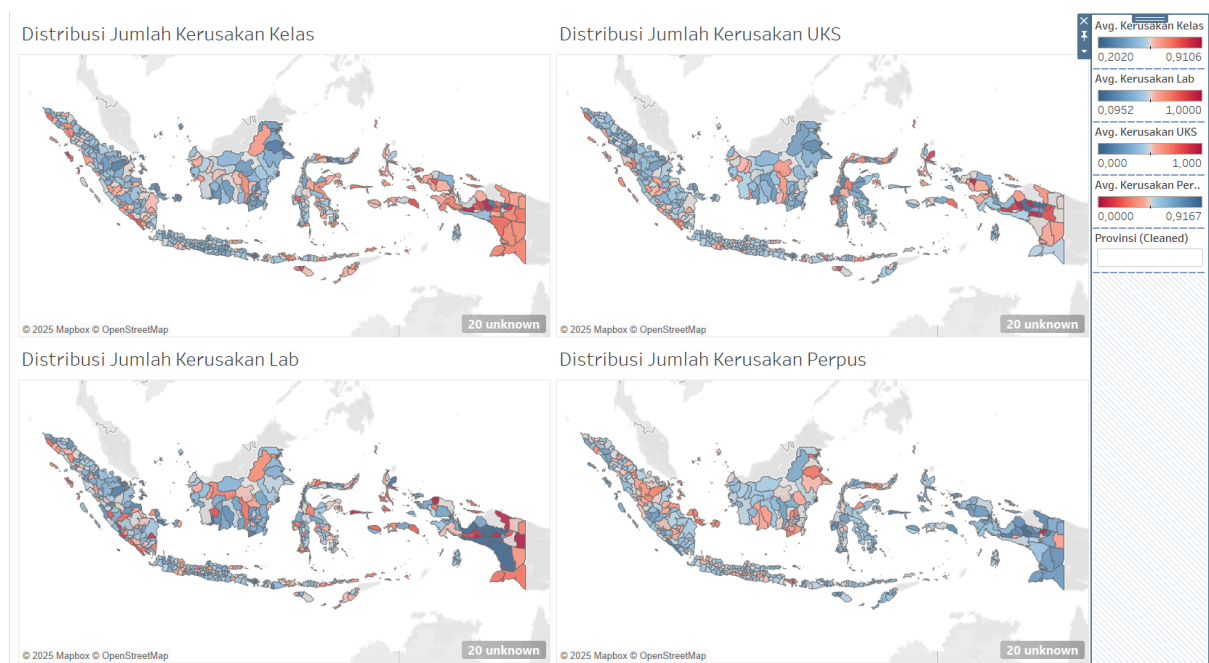 Distribusi Jumlah Kerusakan Kelas
© 2025 Mapbox © OpenStreetMap
20 unknown
Distribusi Jumlah Kerusakan UKS
© 2025 Mapbox © OpenStreetMap
20 unknown
Distribusi Jumlah Kerusakan Lab
© 2025 Mapbox © OpenStreetMap
20 unknown
Distribusi Jumlah Kerusakan Perpus
© 2025 Mapbox © OpenStreetMap
20 unknown
Avg. Kerusakan Kelas
0,2020 0,9106
Avg. Kerusakan Lab
0,0952 1,0000
Avg. Kerusakan UKS
0,000 1,000
Avg. Kerusakan Per..
0,0000 0,9167
Provinsi (Cleaned)